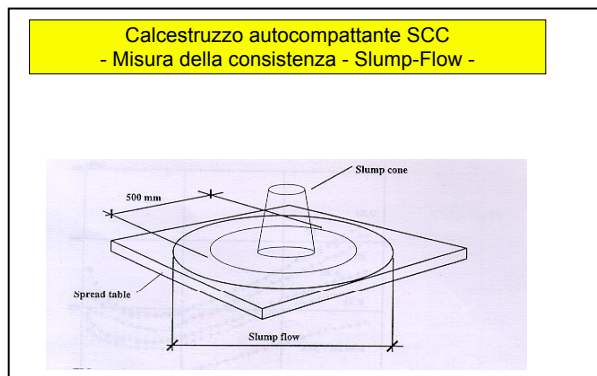 Calcestruzzo autocompattante SCC
- Misura della consistenza - Slump-Flow -
Slump cone
500 mm
Spread table
Slump flow